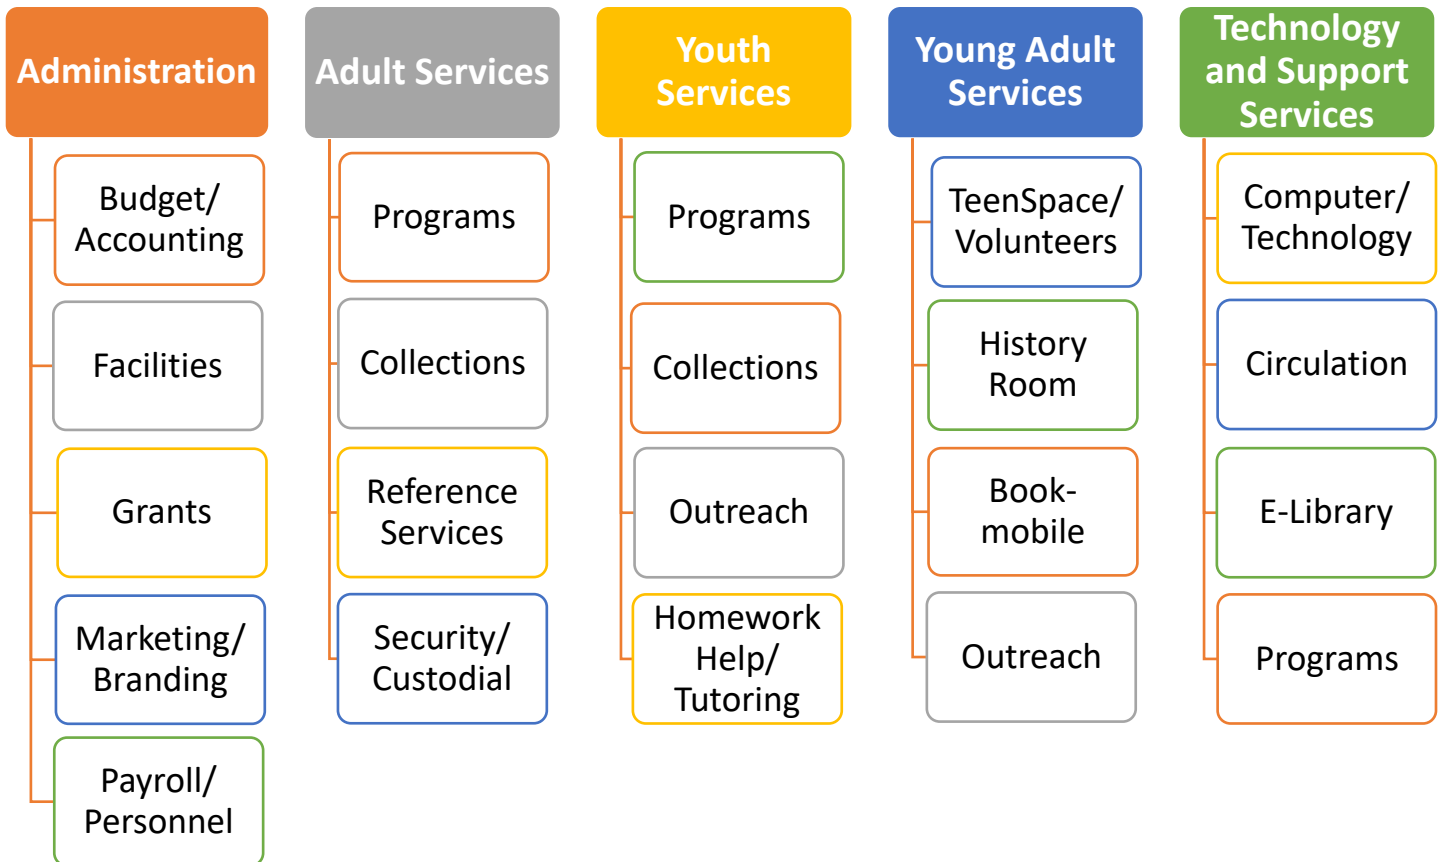 Administration
Budget/
Accounting
Facilities
Grants
Marketing/
Branding
Payroll/
Personnel
Adult Services
Programs
Collections
Reference
Services
Security/
Custodial
Youth
Services
Programs
Collections
Outreach
Homework
Help/
Tutoring
Young Adult
Services
TeenSpace/
Volunteers
History
Room
Book-
mobile
Outreach
Technology
and Support
Services
Computer/
Technology
Circulation
E-Library
Programs